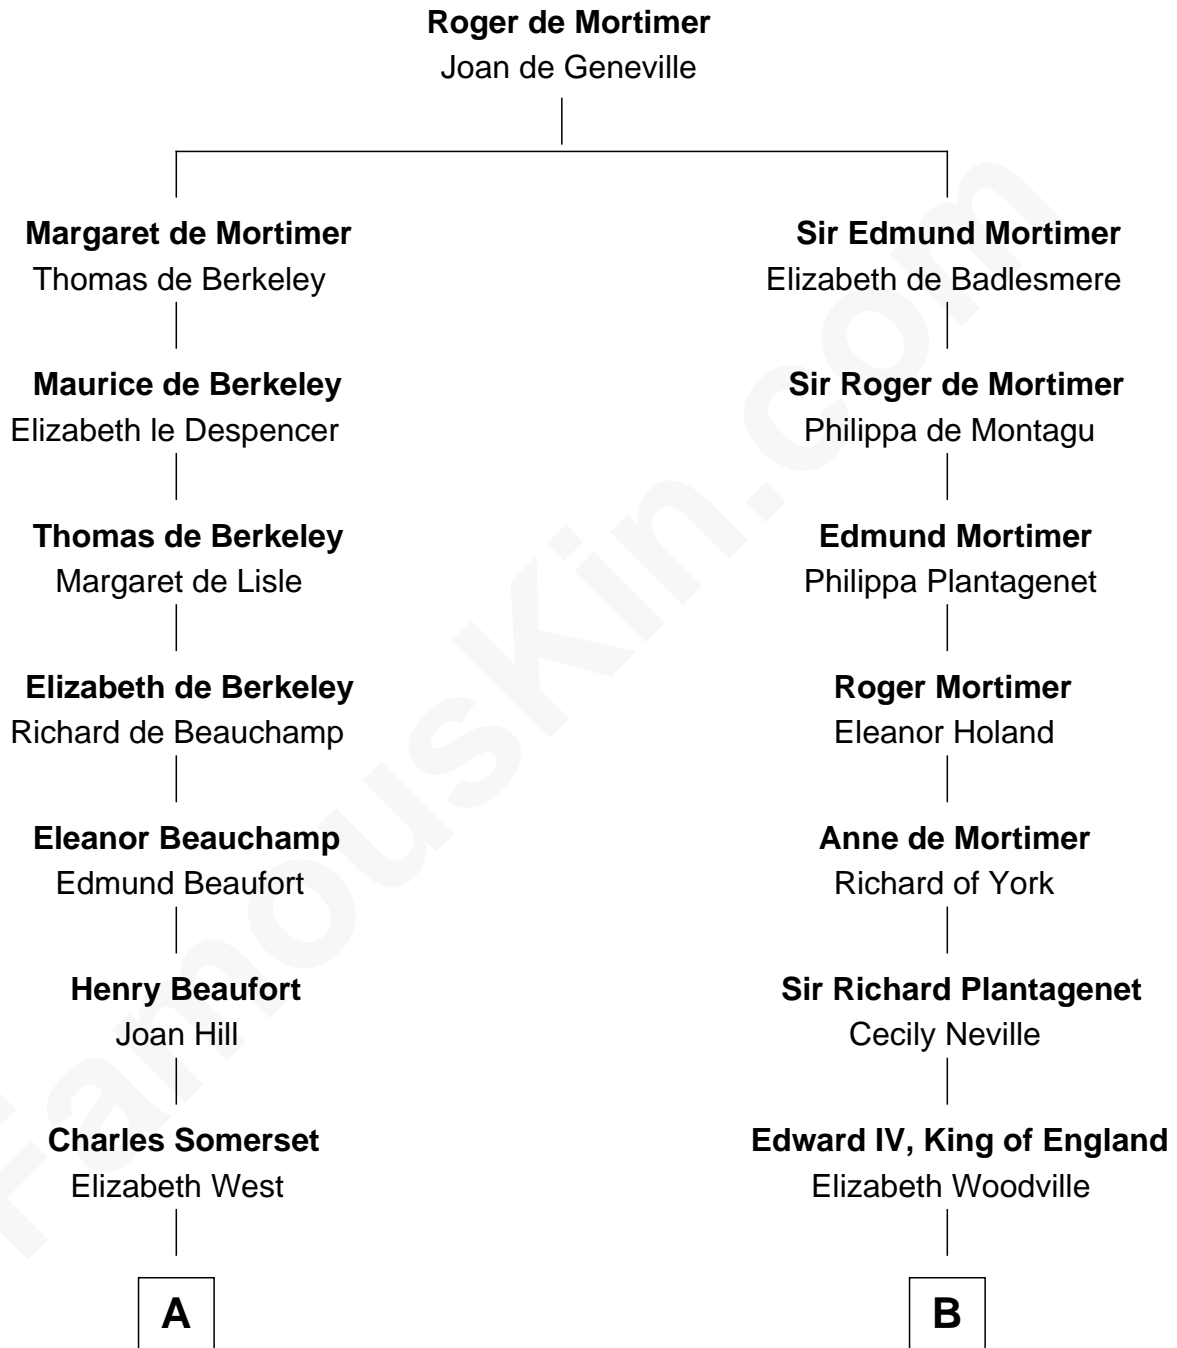 Roger de Mortimer
Joan de Geneville
Margaret de Mortimer
Thomas de Berkeley
Maurice de Berkeley
Elizabeth le Despencer
Thomas de Berkeley
Margaret de Lisle
Elizabeth de Berkeley
Richard de Beauchamp
Eleanor Beauchamp
Edmund Beaufort
Henry Beaufort
Joan Hill
Charles Somerset
Elizabeth West
A
Sir Edmund Mortimer
Elizabeth de Badlesmere
Sir Roger de Mortimer
Philippa de Montagu
Edmund Mortimer
Philippa Plantagenet
Roger Mortimer
Eleanor Holand
Anne de Mortimer
Richard of York
Sir Richard Plantagenet
Cecily Neville
Edward IV, King of England
Elizabeth Woodville
B
FamousKin.com